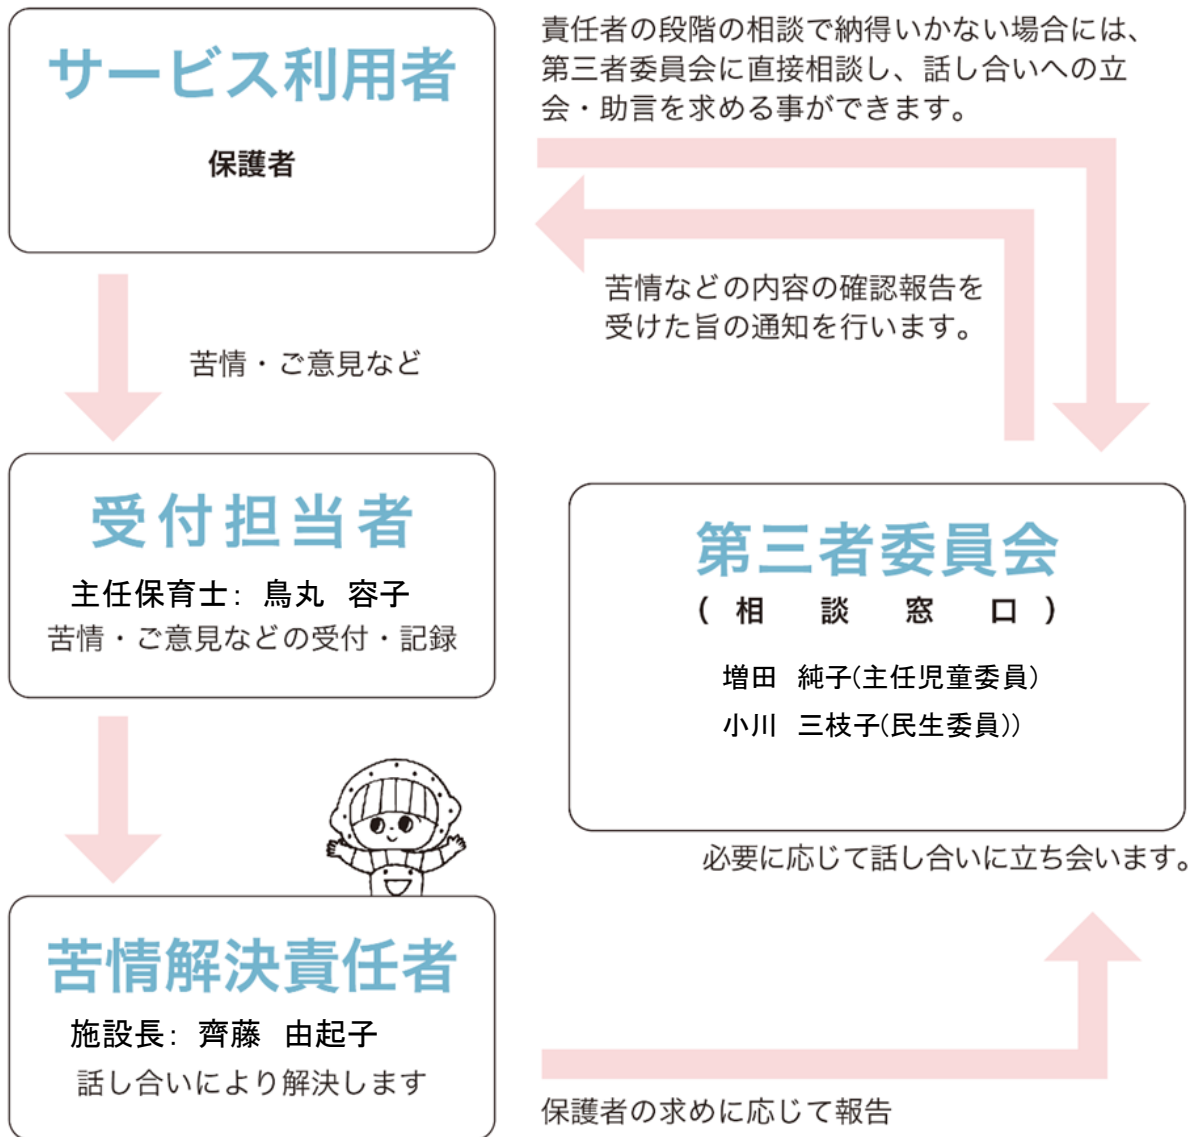 サービス利用者
保護者
責任者の段階の相談で納得いかない場合には、
第三者委員会に直接相談し、話し合いへの立
会・助言を求める事ができます。
苦情などの内容の確認報告を
受けた旨の通知を行います。
苦情・ご意見など
受付担当者
主任保育士: 鳥丸 容子
苦情・ご意見などの受付・記録
第三者委員会
(相談窓口)
増田 純子(主任児童委員)
小川 三枝子(民生委員))
必要に応じて話し合いに立ち会います。
苦情解決責任者
施設長: 齊藤 由起子
話し合いにより解決します
保護者の求めに応じて報告